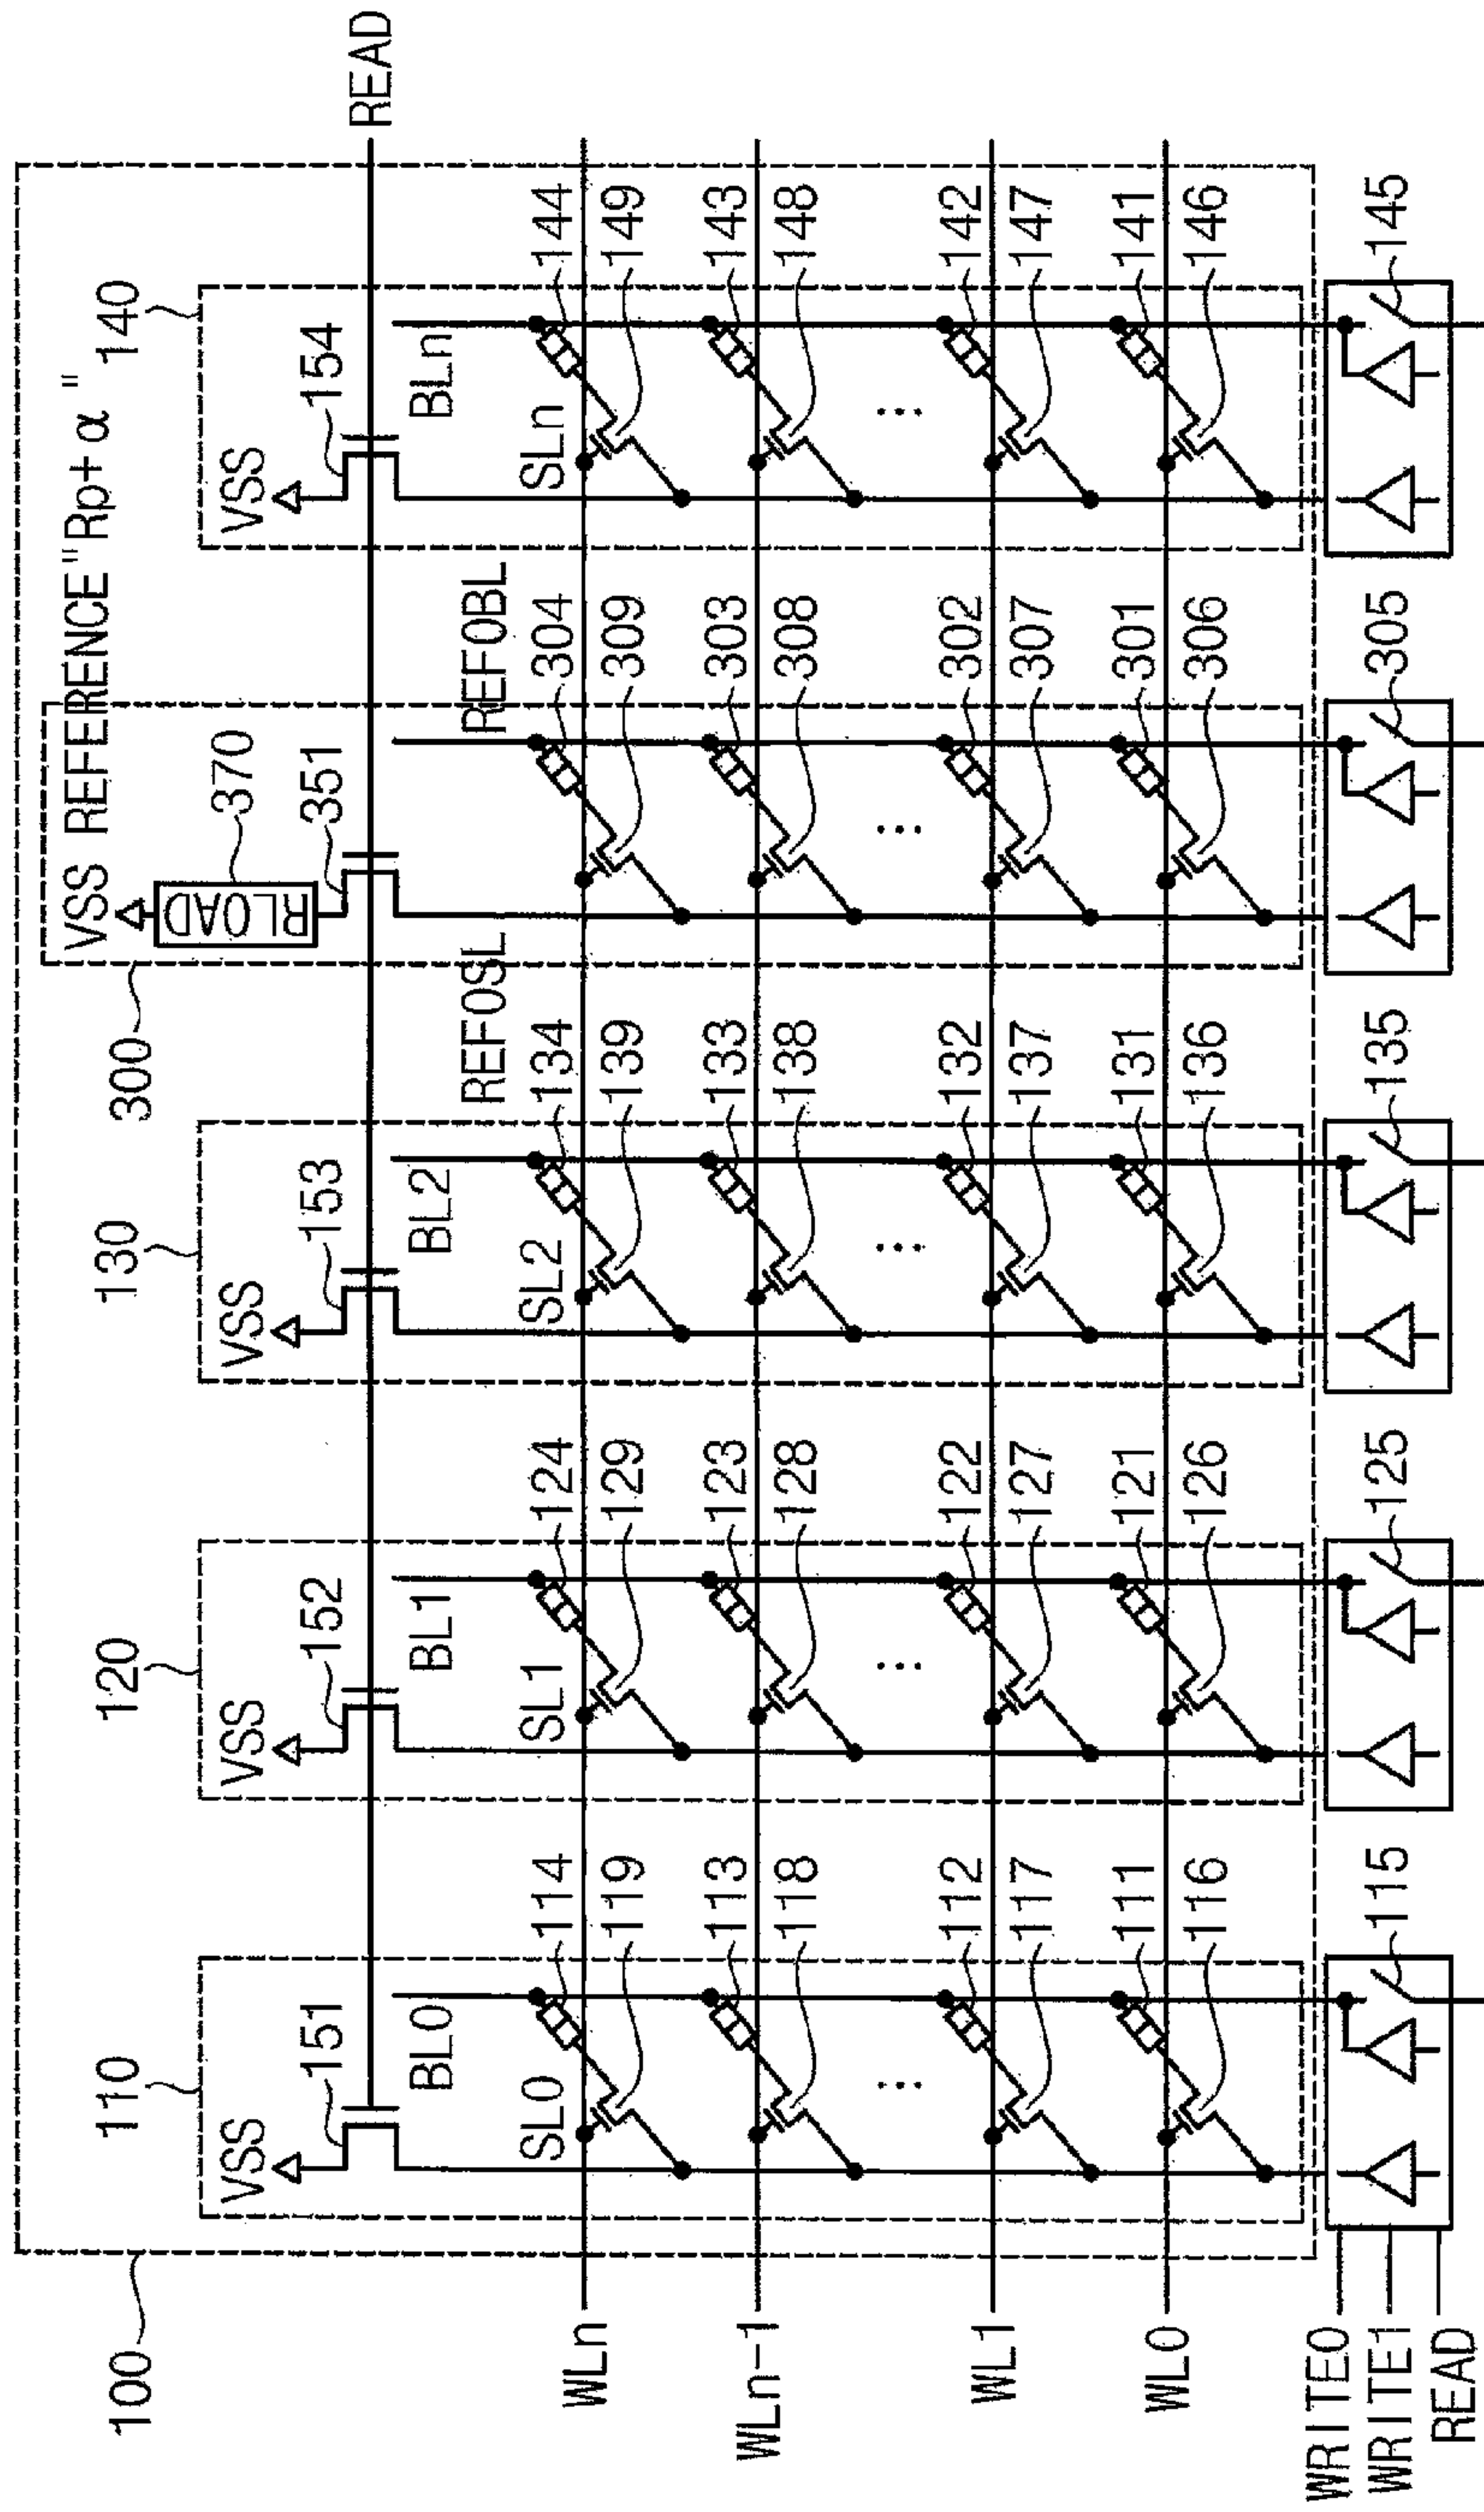 100
110
120
130
300
140
VSS REFERENCE"Rp+α"
VSS
151
VSS
152
VSS
153
RLOAD
370
351
VSS
154
READ
BL0
BL1
BL2
REF0SL
REF0BL
BLn
SL0
SL1
SL2
SLn
WLn
114
119
124
129
134
139
304
309
144
149
WLn-1
113
118
123
128
133
138
303
308
143
148
...
...
...
...
...
WL1
112
117
122
127
132
137
302
307
142
147
WL0
111
116
121
126
131
136
301
306
141
146
WRITE0
WRITE1
READ
115
125
135
305
145